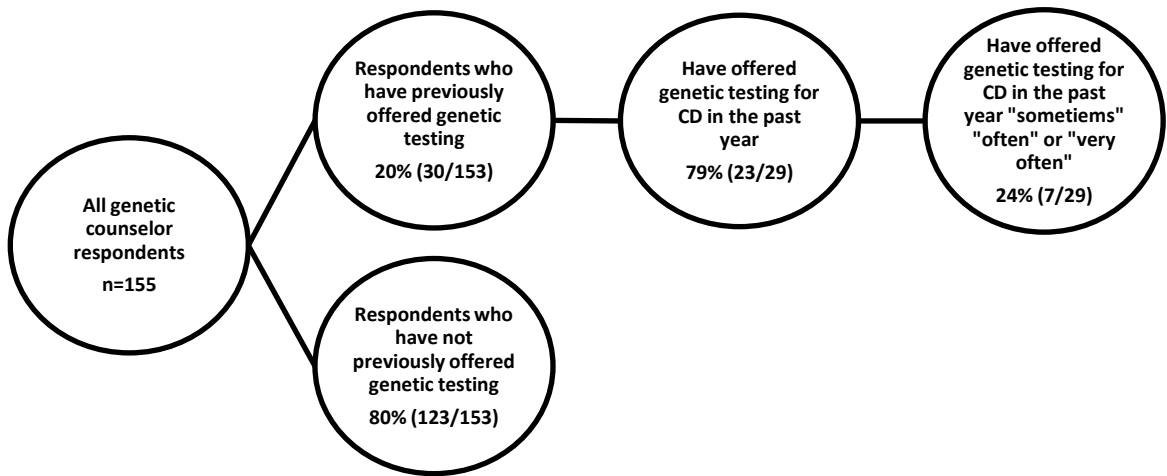 All genetic
counselor
respondents
n=155
Respondents who
have previously
offered genetic
testing
20% (30/153)
Respondents who
have not
previously offered
genetic testing
80% (123/153)
Have offered
genetic testing for
CD in the past
year
79% (23/29)
Have offered
genetic testing for
CD in the past
year "sometiems"
"often" or "very
often"
24% (7/29)